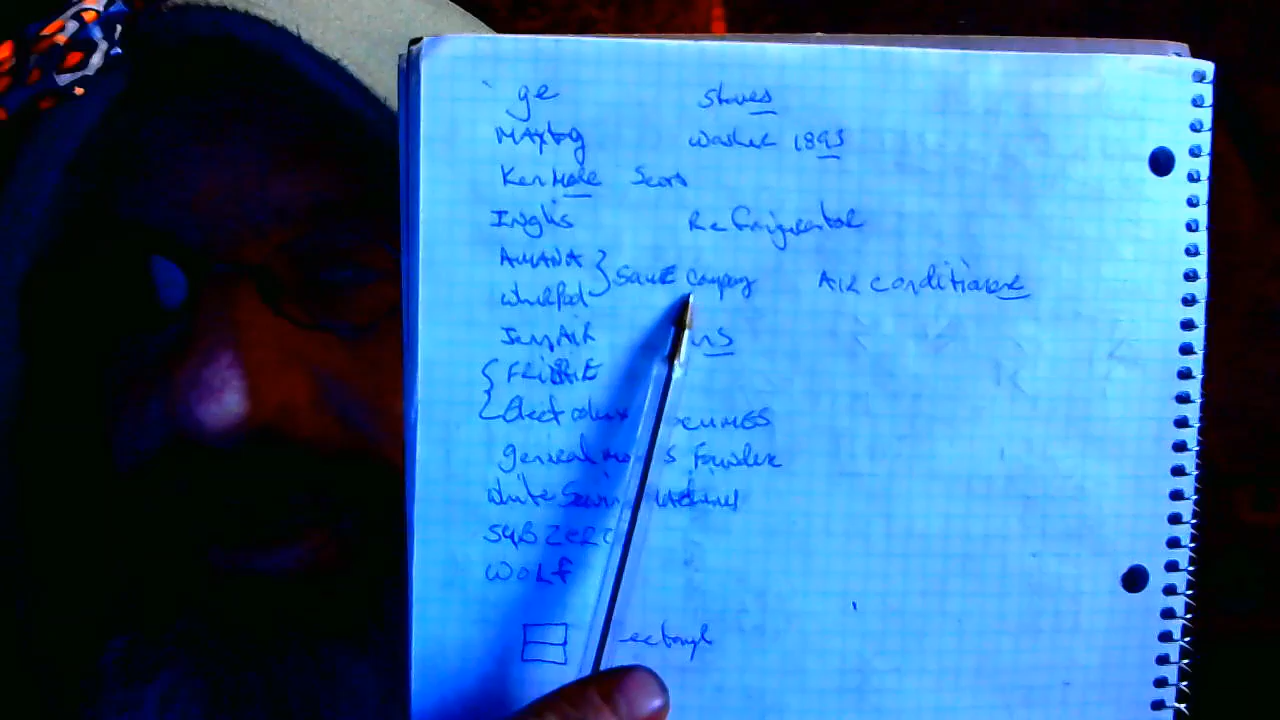 ge stoves
MAytag washer 1893
KenMore Sears
Inglis Refrigerator
AMANA
Whirlpool } Same Company Air conditioners
JennAir
FRIGIDAIRE
Electrolux
general Founder
White
SUB ZERO
WOLF